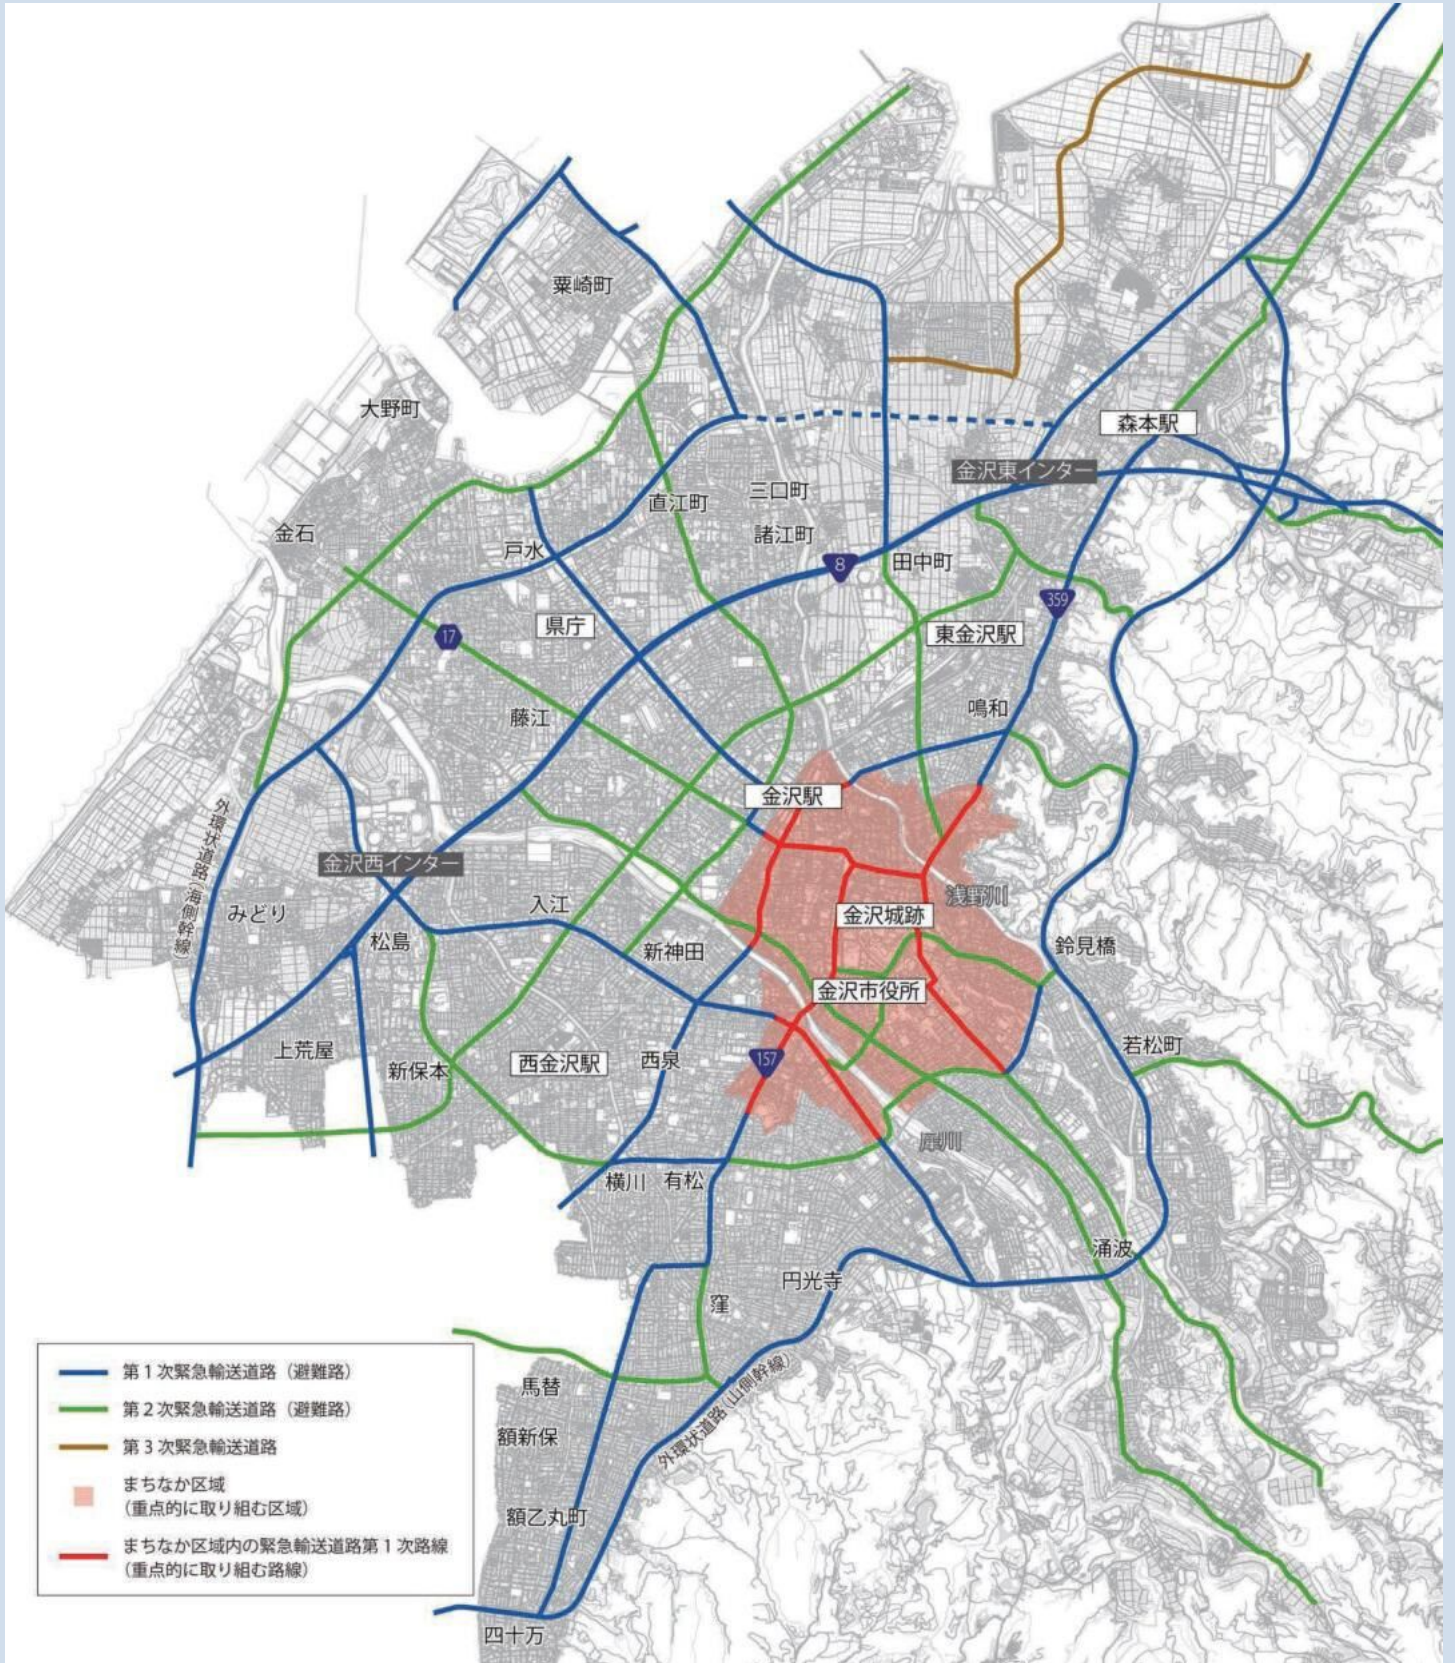 粟崎町
大野町
森本駅
金沢東インター
直江町
三口町
金石
諸江町
戸水
8
田中町
359
県庁
17
東金沢駅
藤江
鳴和
金沢駅
外環状道路(海側幹線)
金沢西インター
浅野川
みどり
入江
金沢城跡
松島
新神田
鈴見橋
金沢市役所
上荒屋
新保本
西金沢駅
西泉
157
若松町
犀川
横川
有松
涌波
円光寺
窪
外環状道路(山側幹線)
馬替
額新保
額乙丸町
四十万
第1次緊急輸送道路(避難路)
第2次緊急輸送道路(避難路)
第3次緊急輸送道路
まちなか区域
(重点的に取り組む区域)
まちなか区域内の緊急輸送道路第1次路線
(重点的に取り組む路線)